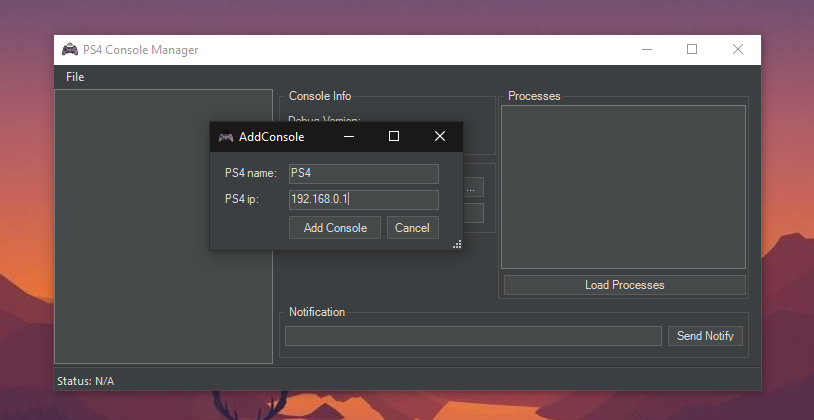 PS4 Console Manager
File
Console Info
Processes
Debug Version:
AddConsole
PS4 name:
PS4
PS4 ip:
192.168.0.1
...
Add Console
Cancel
Load Processes
Notification
Send Notify
Status: N/A